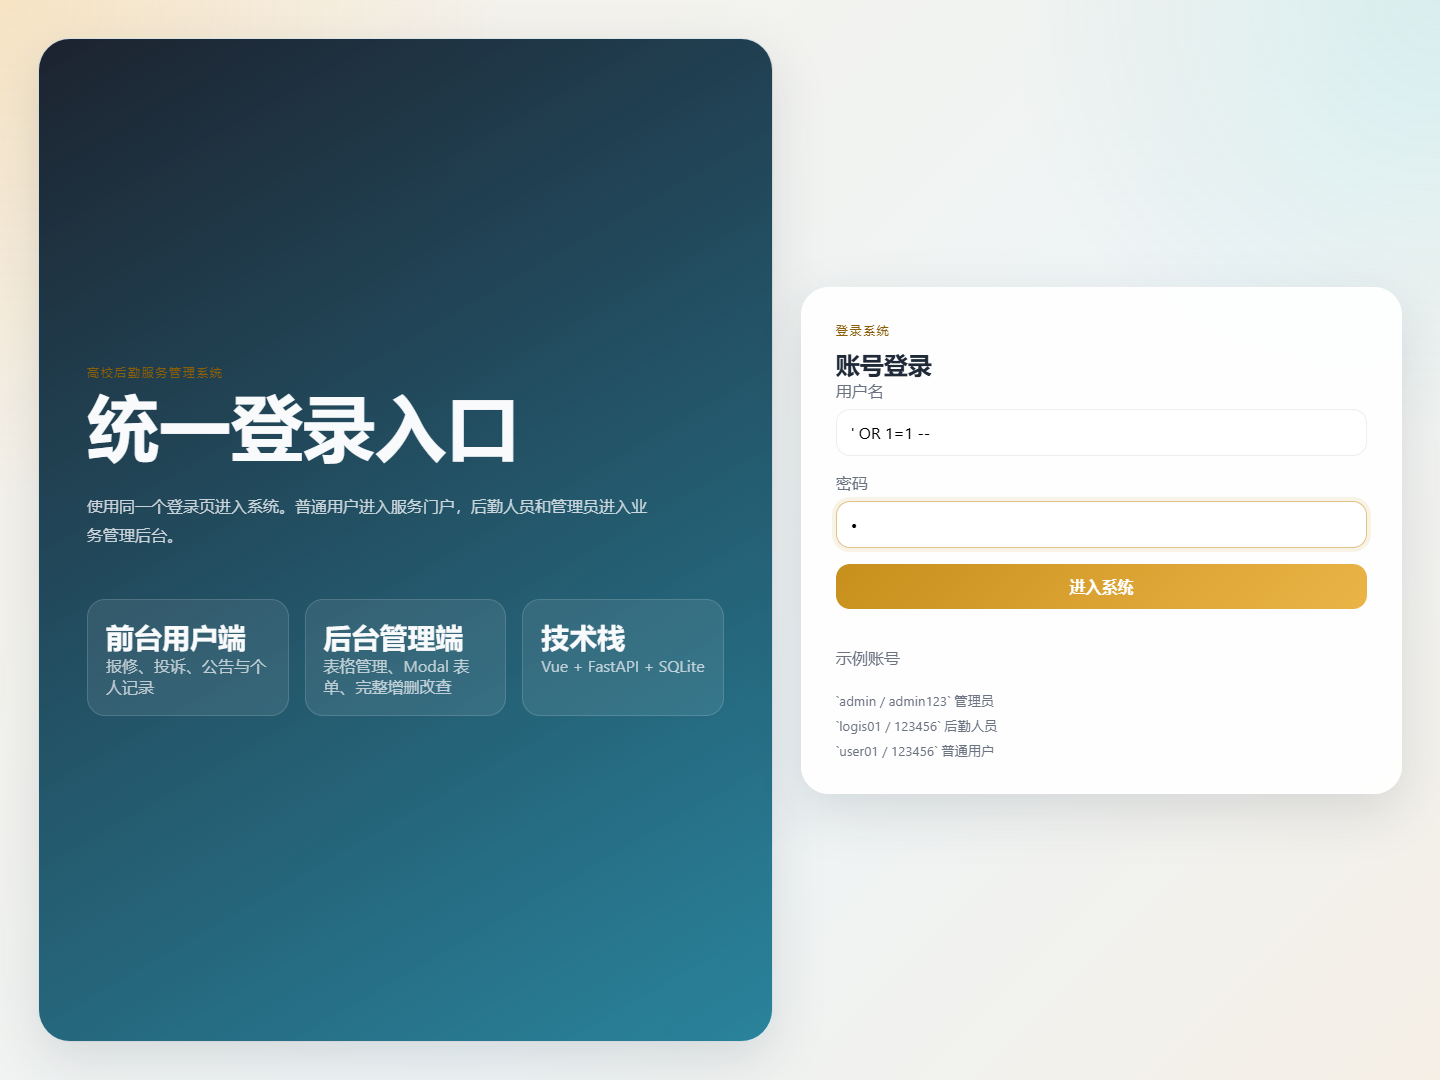 高校后勤服务管理系统
统一登录入口
使用同一个登录页进入系统。普通用户进入服务门户，后勤人员和管理员进入业
务管理后台。
前台用户端
报修、投诉、公告与个
人记录
后台管理端
表格管理、Modal 表
单、完整增删改查
技术栈
Vue + FastAPI + SQLite
登录系统
账号登录
用户名
' OR 1=1 --
密码
•
进入系统
示例账号
`admin / admin123` 管理员
`logis01 / 123456` 后勤人员
`user01 / 123456` 普通用户